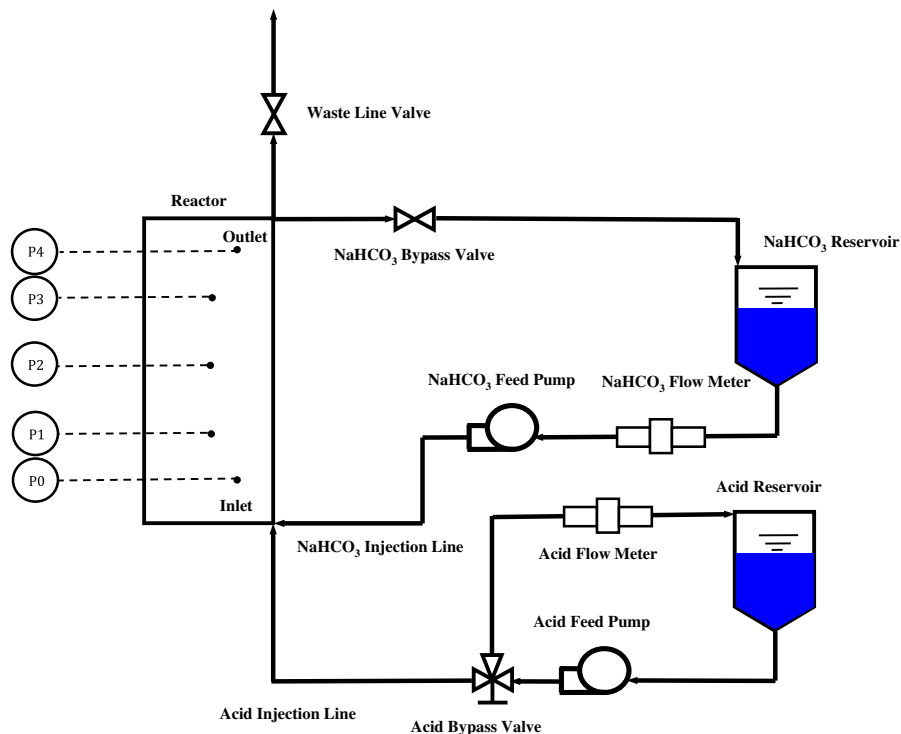 Waste Line Valve
Reactor
Outlet
P4
NaHCO₃ Bypass Valve
NaHCO₃ Reservoir
P3
P2
NaHCO₃ Feed Pump
NaHCO₃ Flow Meter
P1
P0
Inlet
Acid Reservoir
NaHCO₃ Injection Line
Acid Flow Meter
Acid Feed Pump
Acid Injection Line
Acid Bypass Valve